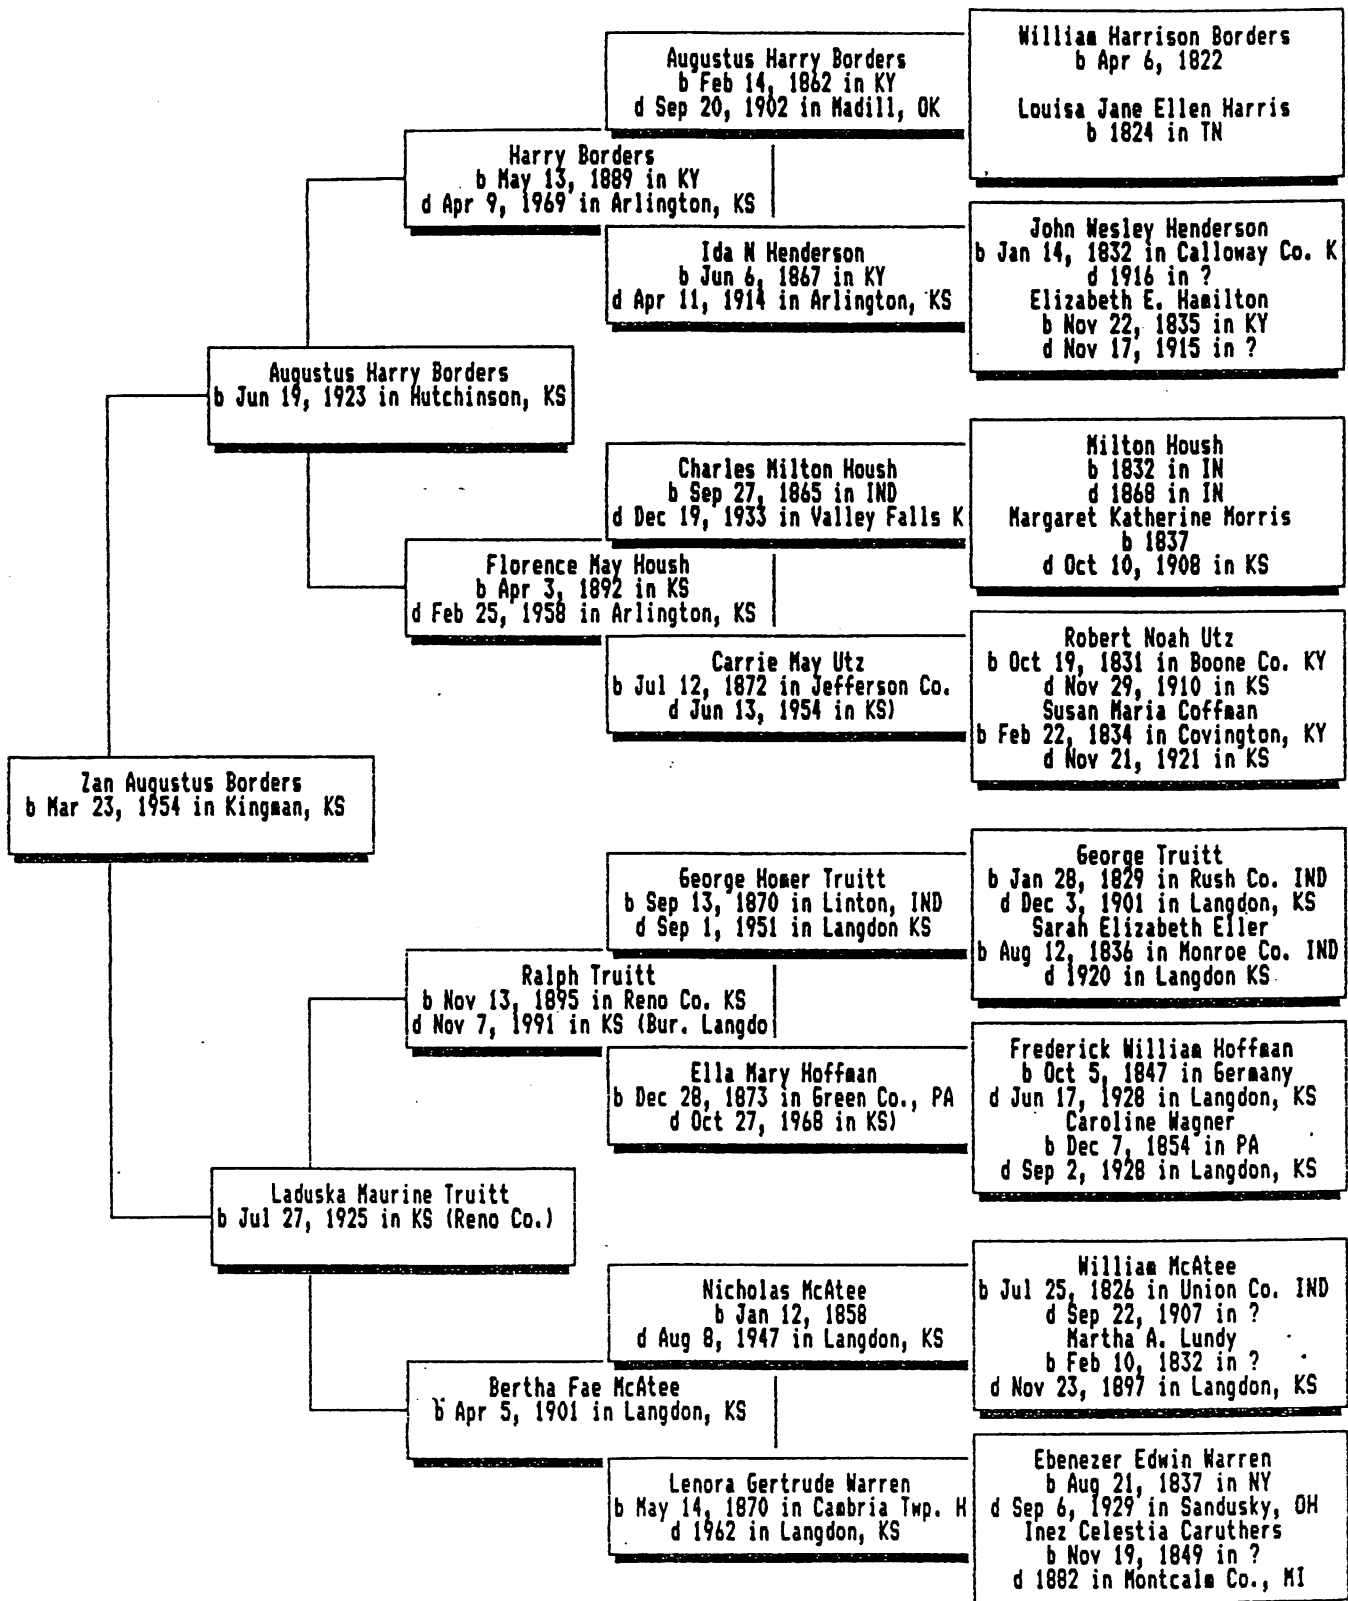 William Harrison Borders
b Apr 6, 1822
Louisa Jane Ellen Harris
b 1824 in TN
Augustus Harry Borders
b Feb 14, 1862 in KY
d Sep 20, 1902 in Madill, OK
Harry Borders
b May 13, 1889 in KY
d Apr 9, 1969 in Arlington, KS
Ida N Henderson
b Jun 6, 1867 in KY
d Apr 11, 1914 in Arlington, KS
John Wesley Henderson
b Jan 14, 1832 in Calloway Co. K
d 1916 in ?
Elizabeth E. Hamilton
b Nov 22, 1835 in KY
d Nov 17, 1915 in ?
Augustus Harry Borders
b Jun 19, 1923 in Hutchinson, KS
Charles Milton Housh
b Sep 27, 1865 in IND
d Dec 19, 1933 in Valley Falls K
Milton Housh
b 1832 in IN
d 1868 in IN
Margaret Katherine Morris
b 1837
d Oct 10, 1908 in KS
Florence May Housh
b Apr 3, 1892 in KS
d Feb 25, 1958 in Arlington, KS
Carrie May Utz
b Jul 12, 1872 in Jefferson Co.
d Jun 13, 1954 in KS)
Robert Noah Utz
b Oct 19, 1831 in Boone Co. KY
d Nov 29, 1910 in KS
Susan Maria Coffman
b Feb 22, 1834 in Covington, KY
d Nov 21, 1921 in KS
Zan Augustus Borders
b Mar 23, 1954 in Kingman, KS
George Homer Truitt
b Sep 13, 1870 in Linton, IND
d Sep 1, 1951 in Langdon KS
George Truitt
b Jan 28, 1829 in Rush Co. IND
d Dec 3, 1901 in Langdon, KS
Sarah Elizabeth Eller
b Aug 12, 1836 in Monroe Co. IND
d 1920 in Langdon KS
Ralph Truitt
b Nov 13, 1895 in Reno Co. KS
d Nov 7, 1991 in KS (Bur. Langdo
Ella Mary Hoffman
b Dec 28, 1873 in Green Co., PA
d Oct 27, 1968 in KS)
Frederick William Hoffman
b Oct 5, 1847 in Germany
d Jun 17, 1928 in Langdon, KS
Caroline Wagner
b Dec 7, 1854 in PA
d Sep 2, 1928 in Langdon, KS
Laduska Maurine Truitt
b Jul 27, 1925 in KS (Reno Co.)
Nicholas McAtee
b Jan 12, 1858
d Aug 8, 1947 in Langdon, KS
William McAtee
b Jul 25, 1826 in Union Co. IND
d Sep 22, 1907 in ?
Martha A. Lundy
b Feb 10, 1832 in ?
d Nov 23, 1897 in Langdon, KS
Bertha Fae McAtee
b Apr 5, 1901 in Langdon, KS
Lenora Gertrude Warren
b May 14, 1870 in Cambria Twp. H
d 1962 in Langdon, KS
Ebenezer Edwin Warren
b Aug 21, 1837 in NY
d Sep 6, 1929 in Sandusky, OH
Inez Celestia Caruthers
b Nov 19, 1849 in ?
d 1882 in Montcalm Co., MI